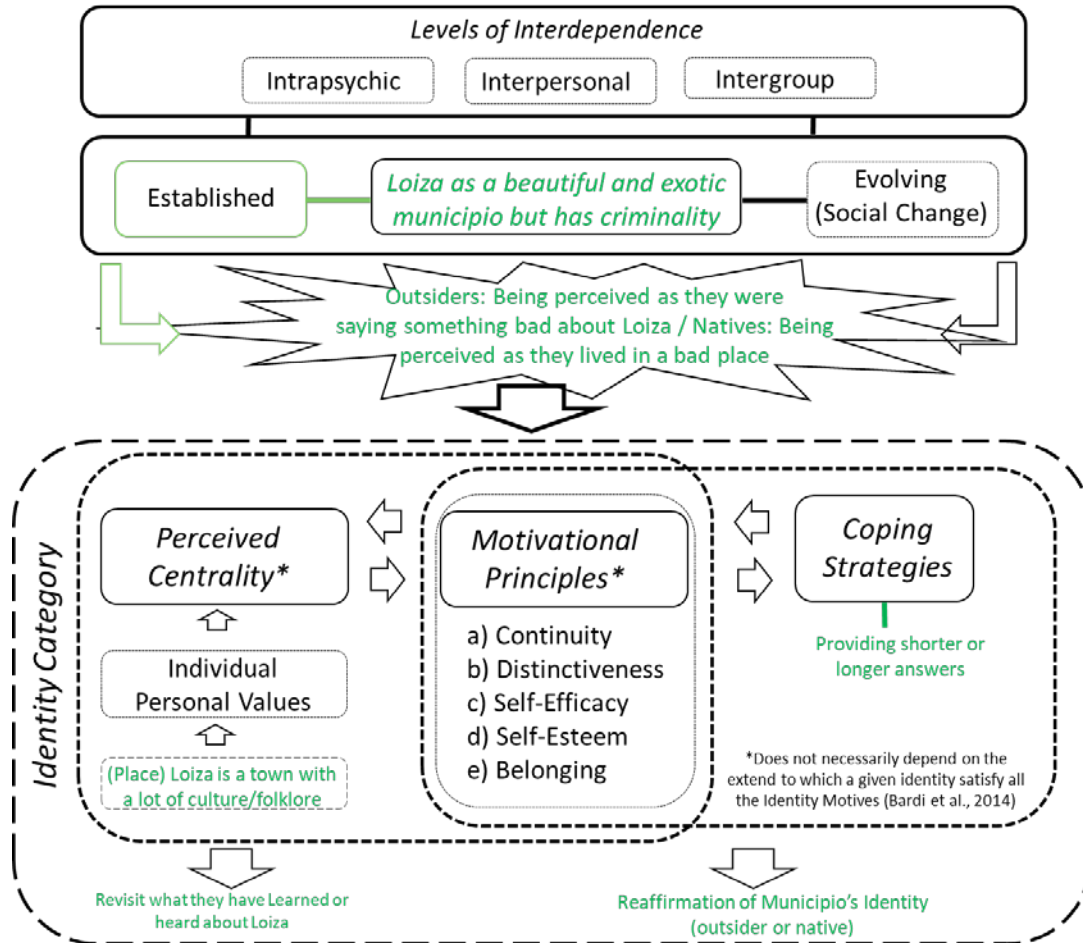 Levels of Interdependence
Intrapsychic
Interpersonal
Intergroup
Established
Loiza as a beautiful and exotic
municipio but has criminality
Evolving
(Social Change)
Outsiders: Being perceived as they were
saying something bad about Loiza / Natives: Being
perceived as they lived in a bad place
Identity Category
Perceived
Centrality*
Individual
Personal Values
(Place) Loiza is a town with
a lot of culture/folklore
Motivational
Principles*
a) Continuity
b) Distinctiveness
c) Self-Efficacy
d) Self-Esteem
e) Belonging
Coping
Strategies
Providing shorter or
longer answers
*Does not necessarily depend on the
extend to which a given identity satisfy all
the Identity Motives (Bardi et al., 2014)
Revisit what they have Learned or
heard about Loiza
Reaffirmation of Municipio's Identity
(outsider or native)